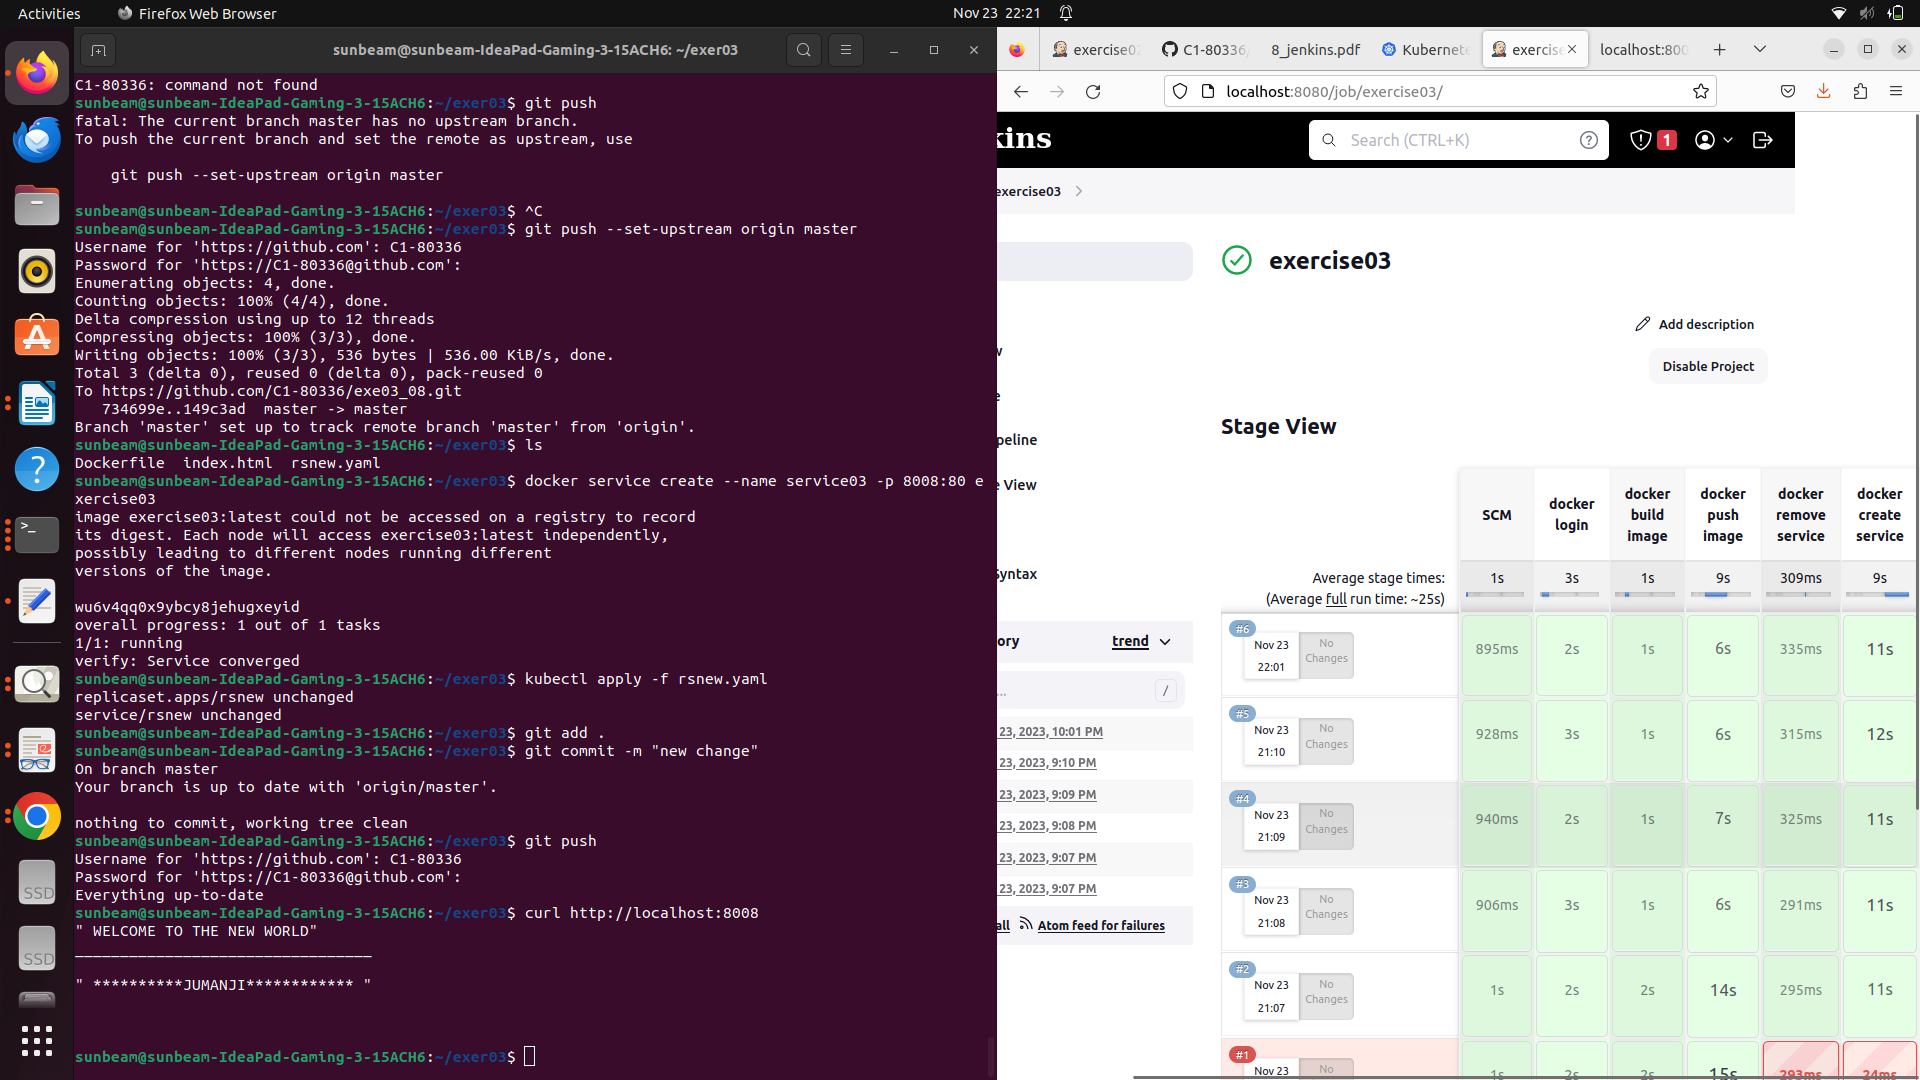 Activities
Firefox Web Browser
Nov 23 22:21
sunbeam@sunbeam-IdeaPad-Gaming-3-15ACH6: ~/exer03
C1-80336: command not found
sunbeam@sunbeam-IdeaPad-Gaming-3-15ACH6:~/exer03$ git push
fatal: The current branch master has no upstream branch.
To push the current branch and set the remote as upstream, use
git push --set-upstream origin master
sunbeam@sunbeam-IdeaPad-Gaming-3-15ACH6:~/exer03$ ^C
sunbeam@sunbeam-IdeaPad-Gaming-3-15ACH6:~/exer03$ git push --set-upstream origin master
Username for 'https://github.com': C1-80336
Password for 'https://C1-80336@github.com':
Enumerating objects: 4, done.
Counting objects: 100% (4/4), done.
Delta compression using up to 12 threads
Compressing objects: 100% (3/3), done.
Writing objects: 100% (3/3), 536 bytes | 536.00 KiB/s, done.
Total 3 (delta 0), reused 0 (delta 0), pack-reused 0
To https://github.com/C1-80336/exe03_08.git
734699e..149c3ad  master -> master
Branch 'master' set up to track remote branch 'master' from 'origin'.
sunbeam@sunbeam-IdeaPad-Gaming-3-15ACH6:~/exer03$ ls
Dockerfile  index.html  rsnew.yaml
sunbeam@sunbeam-IdeaPad-Gaming-3-15ACH6:~/exer03$ docker service create --name service03 -p 8008:80 e
xercise03
image exercise03:latest could not be accessed on a registry to record
its digest. Each node will access exercise03:latest independently,
possibly leading to different nodes running different
versions of the image.
wu6v4qq0x9ybcy8jehugxeyid
overall progress: 1 out of 1 tasks
1/1: running
verify: Service converged
sunbeam@sunbeam-IdeaPad-Gaming-3-15ACH6:~/exer03$ kubectl apply -f rsnew.yaml
replicaset.apps/rsnew unchanged
service/rsnew unchanged
sunbeam@sunbeam-IdeaPad-Gaming-3-15ACH6:~/exer03$ git add .
sunbeam@sunbeam-IdeaPad-Gaming-3-15ACH6:~/exer03$ git commit -m "new change"
On branch master
Your branch is up to date with 'origin/master'.
nothing to commit, working tree clean
sunbeam@sunbeam-IdeaPad-Gaming-3-15ACH6:~/exer03$ git push
Username for 'https://github.com': C1-80336
Password for 'https://C1-80336@github.com':
Everything up-to-date
sunbeam@sunbeam-IdeaPad-Gaming-3-15ACH6:~/exer03$ curl http://localhost:8008
" WELCOME TO THE NEW WORLD"
_________________________________
" **********JUMANJI************ "
sunbeam@sunbeam-IdeaPad-Gaming-3-15ACH6:~/exer03$
SSD
SSD
exercise02
C1-80336/
8_jenkins.pdf
Kubernete
exercise
localhost:800
localhost:8080/job/exercise03/
kins
Search (CTRL+K)
1
exercise03
exercise03
Add description
Disable Project
peline
e View
Syntax
ory
trend
/
23, 2023, 10:01 PM
23, 2023, 9:10 PM
23, 2023, 9:09 PM
23, 2023, 9:08 PM
23, 2023, 9:07 PM
23, 2023, 9:07 PM
all
Atom feed for failures
Stage View
SCM
docker login
docker build image
docker push image
docker remove service
docker create service
Average stage times:
1s 3s 1s 9s 309ms 9s
(Average full run time: ~25s)
#6
Nov 23 22:01
No Changes
895ms 2s 1s 6s 335ms 11s
#5
Nov 23 21:10
No Changes
928ms 3s 1s 6s 315ms 12s
#4
Nov 23 21:09
No Changes
940ms 2s 1s 7s 325ms 11s
#3
Nov 23 21:08
No Changes
906ms 3s 1s 6s 291ms 11s
#2
Nov 23 21:07
No Changes
1s 2s 2s 14s 295ms 11s
#1
Nov 23
No
1s 2s 2s 15s 293ms 24ms